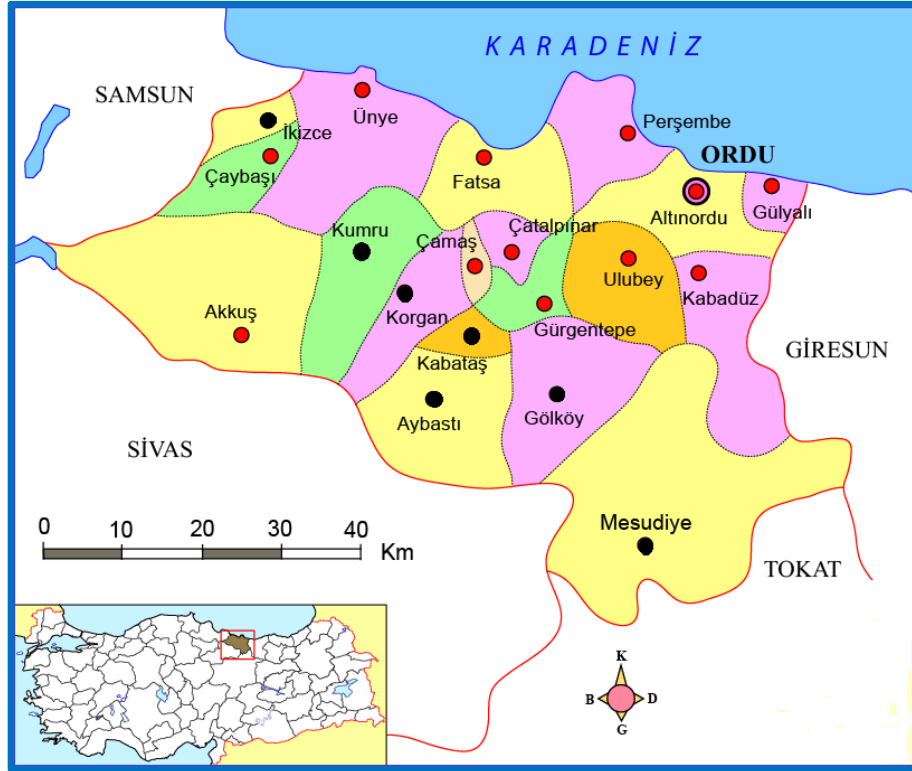 KARADENİZ
SAMSUN
Ünye
İkizce
Perşembe
ORDU
Çaybaşı
Fatsa
Altınordu
Gülyalı
Kumru
Çamaş
Çatalpınar
Ulubey
Kabadüz
Akkuş
Korgan
Gürgentepe
Kabataş
GİRESUN
Aybastı
Gölköy
SİVAS
Mesudiye
0 10 20 30 40
Km
TOKAT
K
B D
G